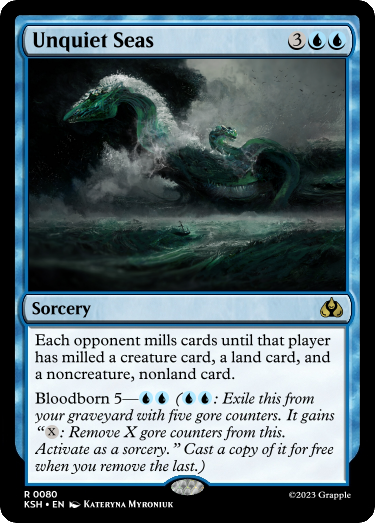 Unquiet Seas 3
Sorcery
Each opponent mills cards until that player
has milled a creature card, a land card, and
a noncreature, nonland card.
Bloodborn 5— ( : Exile this from
your graveyard with five gore counters. It gains
“X: Remove X gore counters from this.
Activate as a sorcery.” Cast a copy of it for free
when you remove the last.)
R 0080
KSH • EN Kateryna Myroniuk
©2023 Grapple